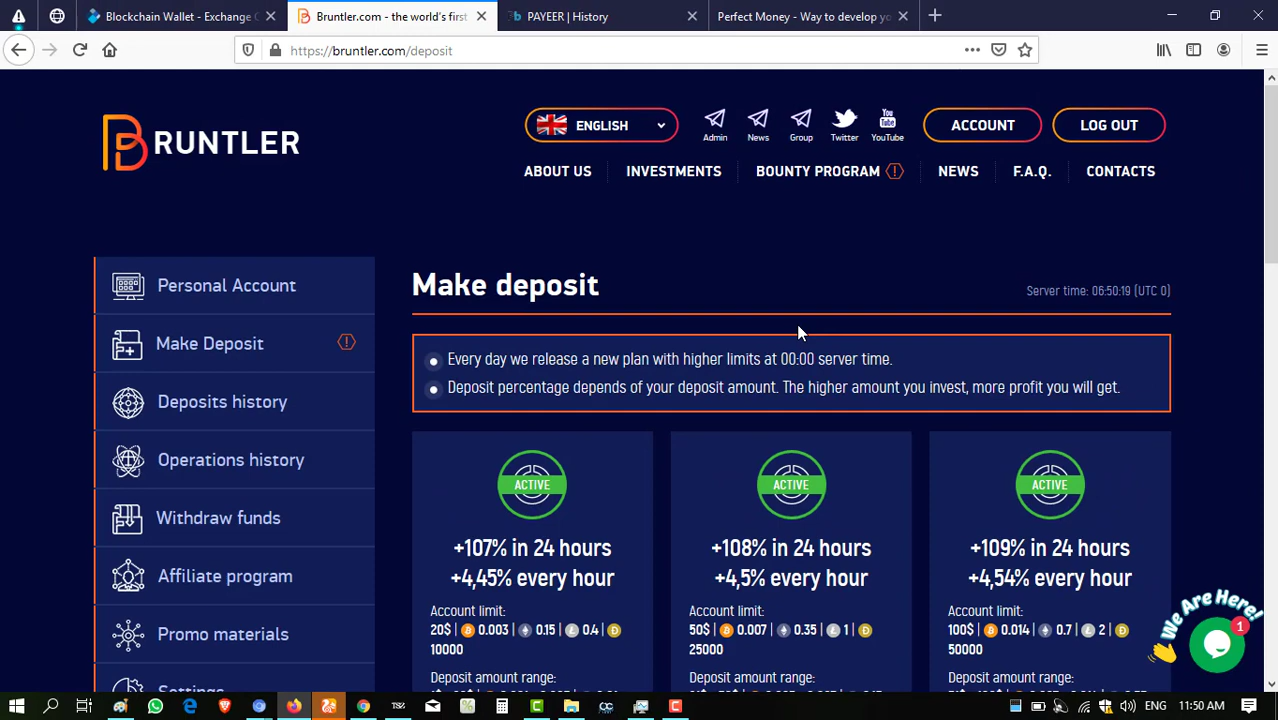 Blockchain Wallet - Exchange C
Bruntler.com - the world's first
PAYEER | History
Perfect Money - Way to develop yo
https://bruntler.com/deposit
BRUNTLER
ENGLISH
Admin
News
Group
Twitter
You Tube
YouTube
ACCOUNT
LOG OUT
ABOUT US
INVESTMENTS
BOUNTY PROGRAM
NEWS
F.A.Q.
CONTACTS
Personal Account
Make Deposit
Deposits history
Operations history
Withdraw funds
Affiliate program
Promo materials
Settings
Make deposit
Server time: 06:50:19 (UTC 0)
Every day we release a new plan with higher limits at 00:00 server time.
Deposit percentage depends of your deposit amount. The higher amount you invest, more profit you will get.
ACTIVE
+107% in 24 hours
+4,45% every hour
Account limit:
20$ | 0.003 | 0.15 | 0.4 |
10000
Deposit amount range:
ACTIVE
+108% in 24 hours
+4,5% every hour
Account limit:
50$ | 0.007 | 0.35 | 1 |
25000
Deposit amount range:
ACTIVE
+109% in 24 hours
+4,54% every hour
Account limit:
100$ | 0.014 | 0.7 | 2 |
50000
Deposit amount range:
We Are Here!
1
ENG
11:50 AM